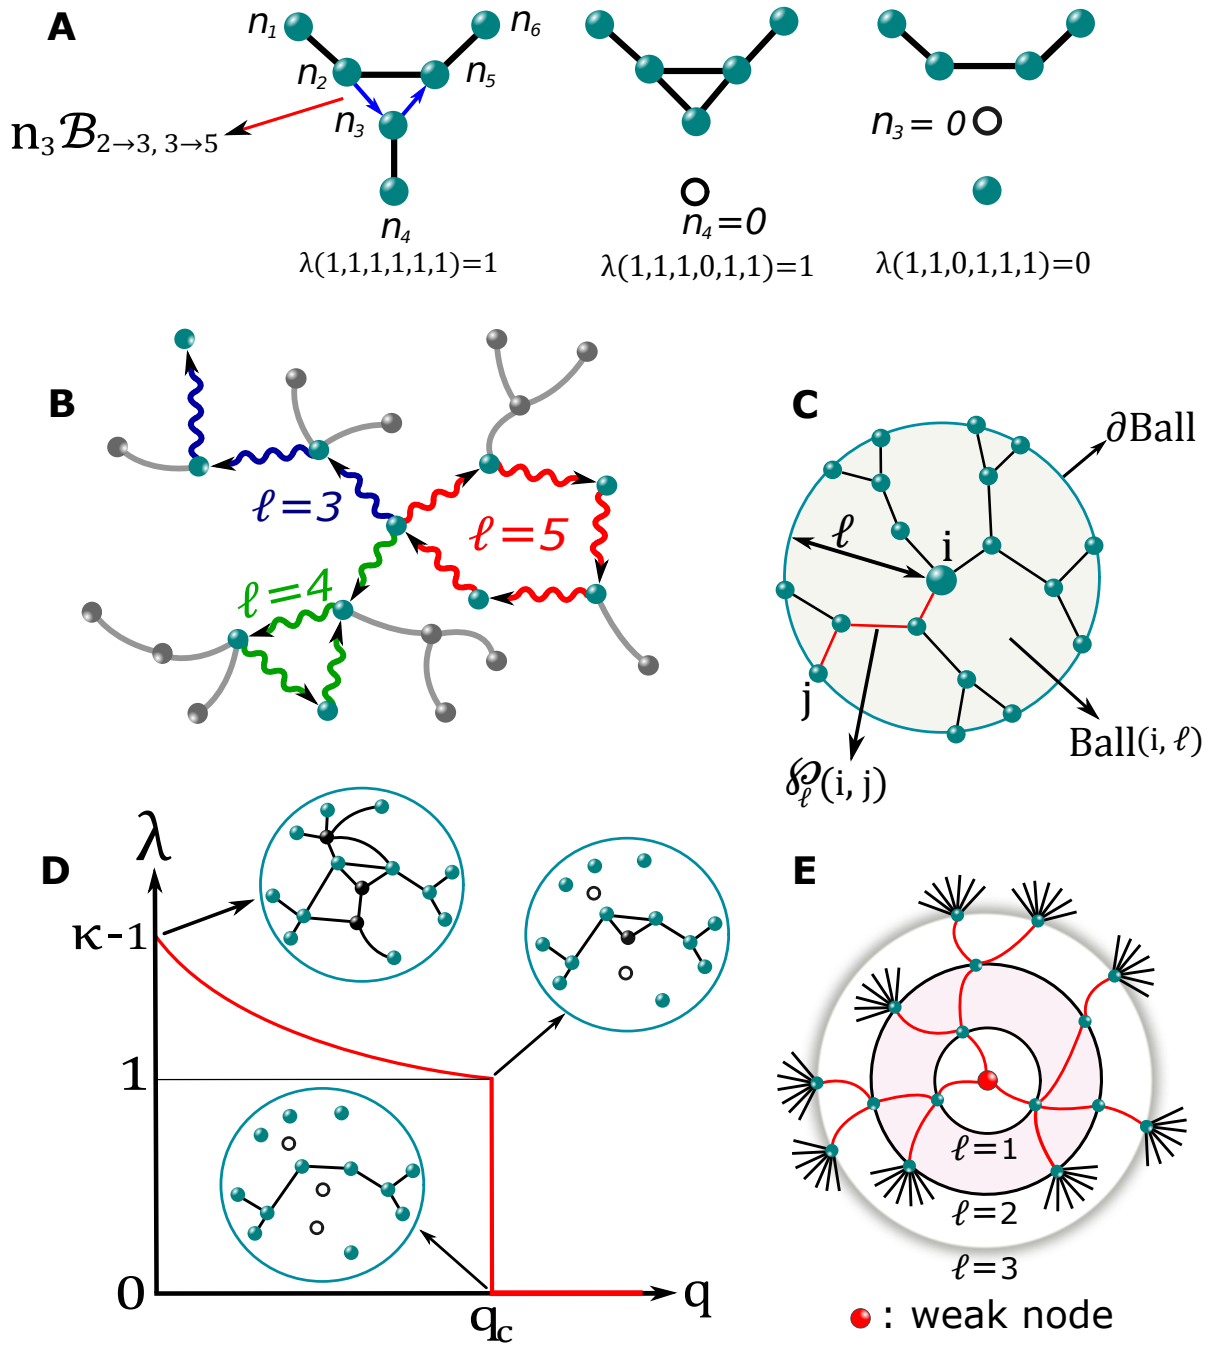 A
n₁
n₆
n₂
n₅
n₃
n₃ℬ₂→₃, ₃→₅
n₄
λ(1,1,1,1,1,1)=1
n₄=0
λ(1,1,1,0,1,1)=1
n₃= 0
λ(1,1,0,1,1,1)=0
B
ℓ=3
ℓ=5
ℓ=4
C
∂Ball
ℓ
i
j
Ball(i, ℓ)
℘ℓ(i, j)
D
λ
κ-1
1
0
q_c
q
E
ℓ=1
ℓ=2
ℓ=3
: weak node